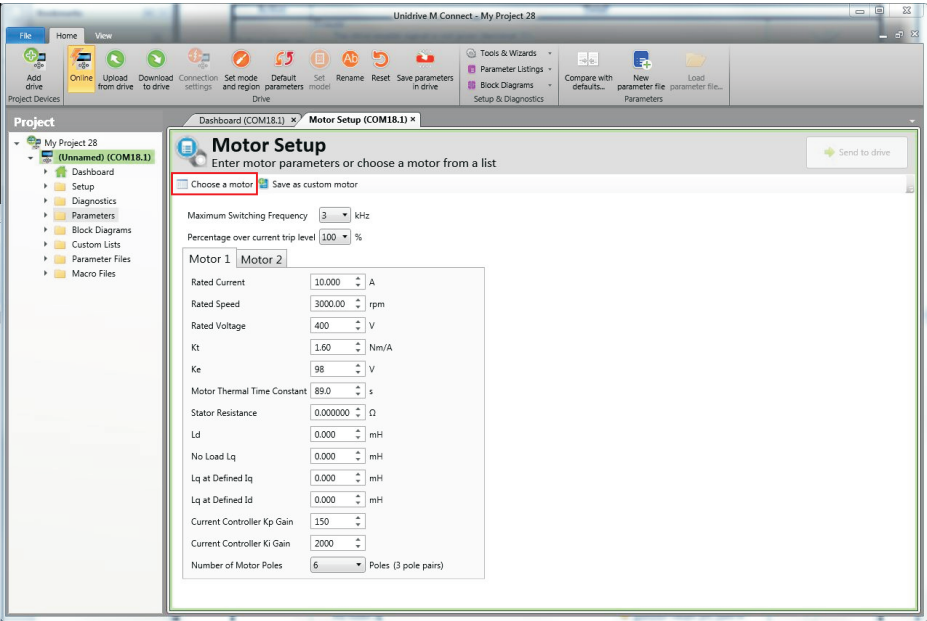 Unidrive M Connect - My Project 28
File Home View
Add drive
Online
Upload from drive
Download to drive
Connection settings
Set mode and region
Default parameters
Set model
Rename
Reset
Save parameters in drive
Tools & Wizards
Parameter Listings
Block Diagrams
Compare with defaults...
New parameter file
Load parameter file...
Project Devices Drive Setup & Diagnostics Parameters
Project
Dashboard (COM18.1) × Motor Setup (COM18.1) ×
My Project 28
(Unnamed) (COM18.1)
Dashboard
Setup
Diagnostics
Parameters
Block Diagrams
Custom Lists
Parameter Files
Macro Files
Motor Setup
Enter motor parameters or choose a motor from a list
Send to drive
Choose a motor Save as custom motor
Maximum Switching Frequency 3 kHz
Percentage over current trip level 100 %
Motor 1 Motor 2
Rated Current 10.000 A
Rated Speed 3000.00 rpm
Rated Voltage 400 V
Kt 1.60 Nm/A
Ke 98 V
Motor Thermal Time Constant 89.0 s
Stator Resistance 0.000000 Ω
Ld 0.000 mH
No Load Lq 0.000 mH
Lq at Defined Iq 0.000 mH
Lq at Defined Id 0.000 mH
Current Controller Kp Gain 150
Current Controller Ki Gain 2000
Number of Motor Poles 6 Poles (3 pole pairs)